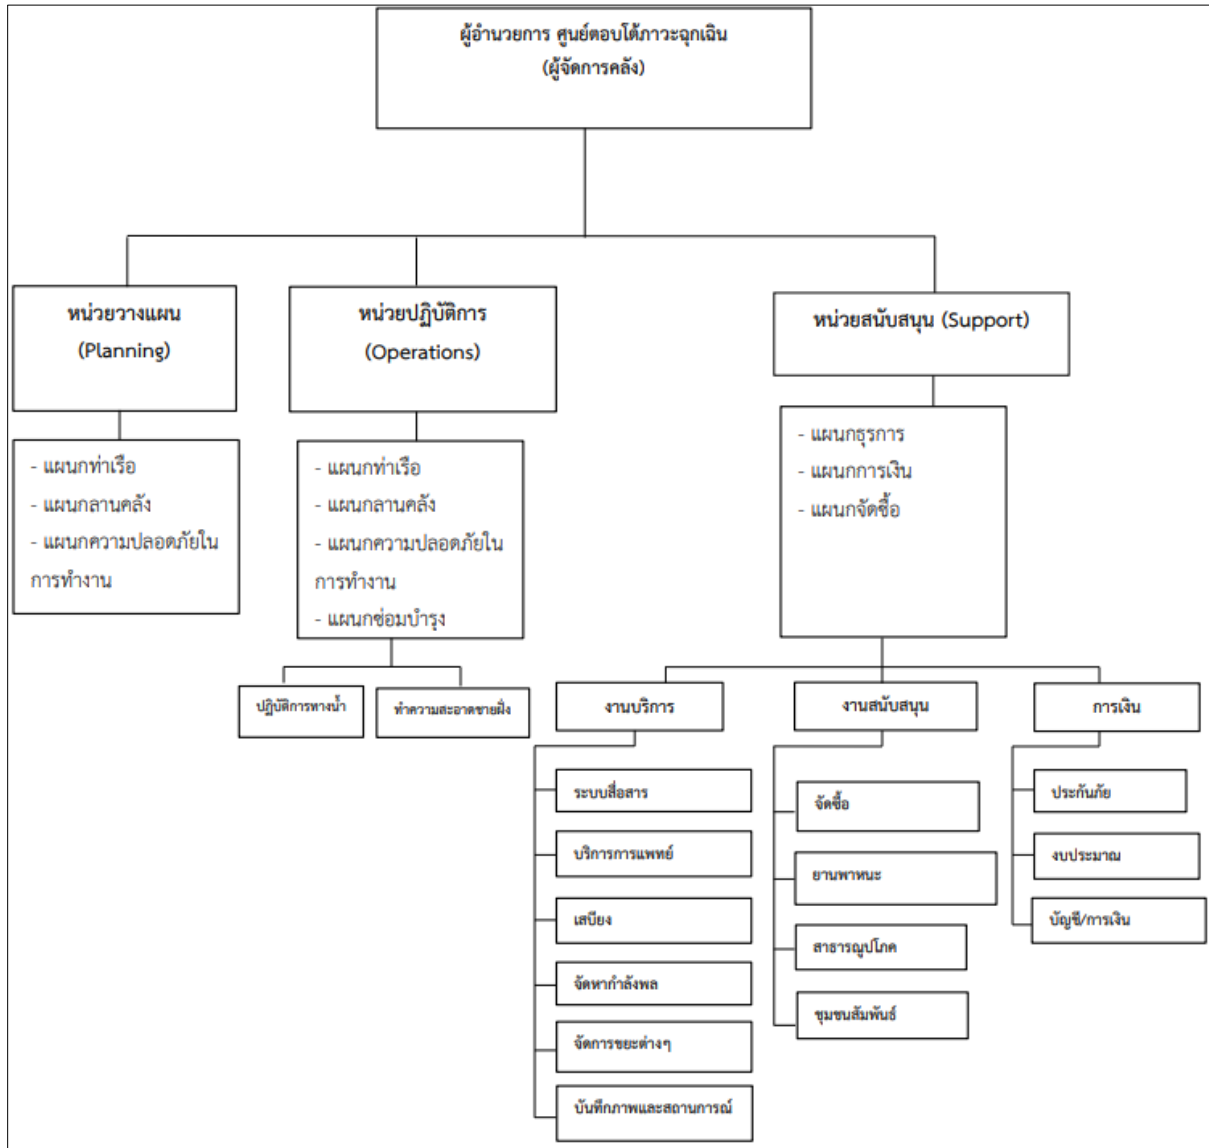 ผู้อำนวยการ ศูนย์ตอบโต้ภาวะฉุกเฉิน
(ผู้จัดการคลัง)
หน่วยวางแผน
(Planning)
หน่วยปฏิบัติการ
(Operations)
หน่วยสนับสนุน (Support)
- แผนกท่าเรือ
- แผนกลานคลัง
- แผนกความปลอดภัยใน
การทำงาน
- แผนกท่าเรือ
- แผนกลานคลัง
- แผนกความปลอดภัยใน
การทำงาน
- แผนกซ่อมบำรุง
- แผนกธุรการ
- แผนกการเงิน
- แผนกจัดซื้อ
ปฏิบัติการทางน้ำ
ทำความสะอาดชายฝั่ง
งานบริการ
งานสนับสนุน
การเงิน
ระบบสื่อสาร
บริการการแพทย์
เสบียง
จัดหากำลังพล
จัดการขยะต่างๆ
บันทึกภาพและสถานการณ์
จัดซื้อ
ยานพาหนะ
สาธารณูปโภค
ชุมชนสัมพันธ์
ประกันภัย
งบประมาณ
บัญชี/การเงิน